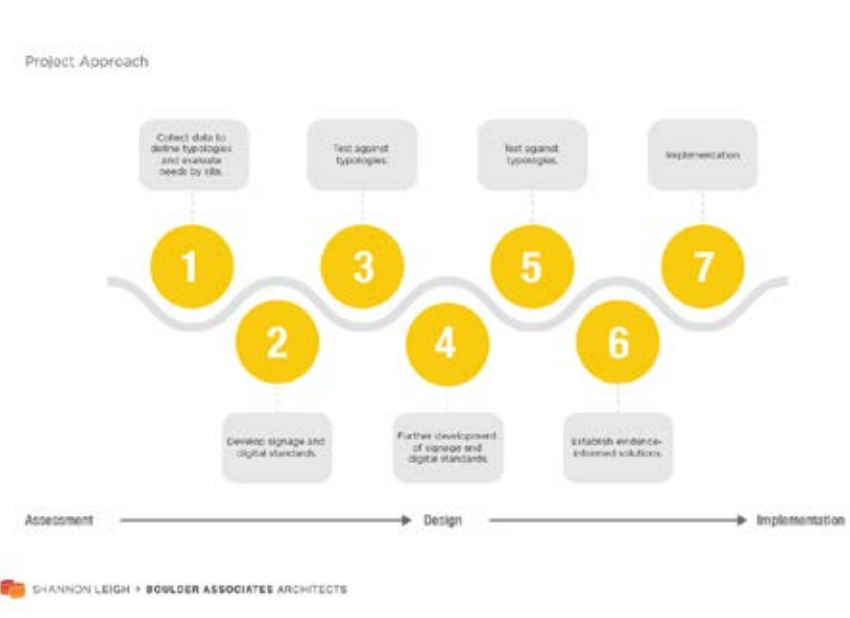 Project Approach
Collect data to
define typologies
and evaluate
needs by site.
Test against
typologies.
Test against
typologies.
Implementation
1
3
5
7
2
4
6
Develop signage and
digital standards.
Further development
of signage and
digital standards.
Establish evidence-
informed solutions.
Assessment
Design
Implementation
SHANNON LEIGH + BOULDER ASSOCIATES ARCHITECTS